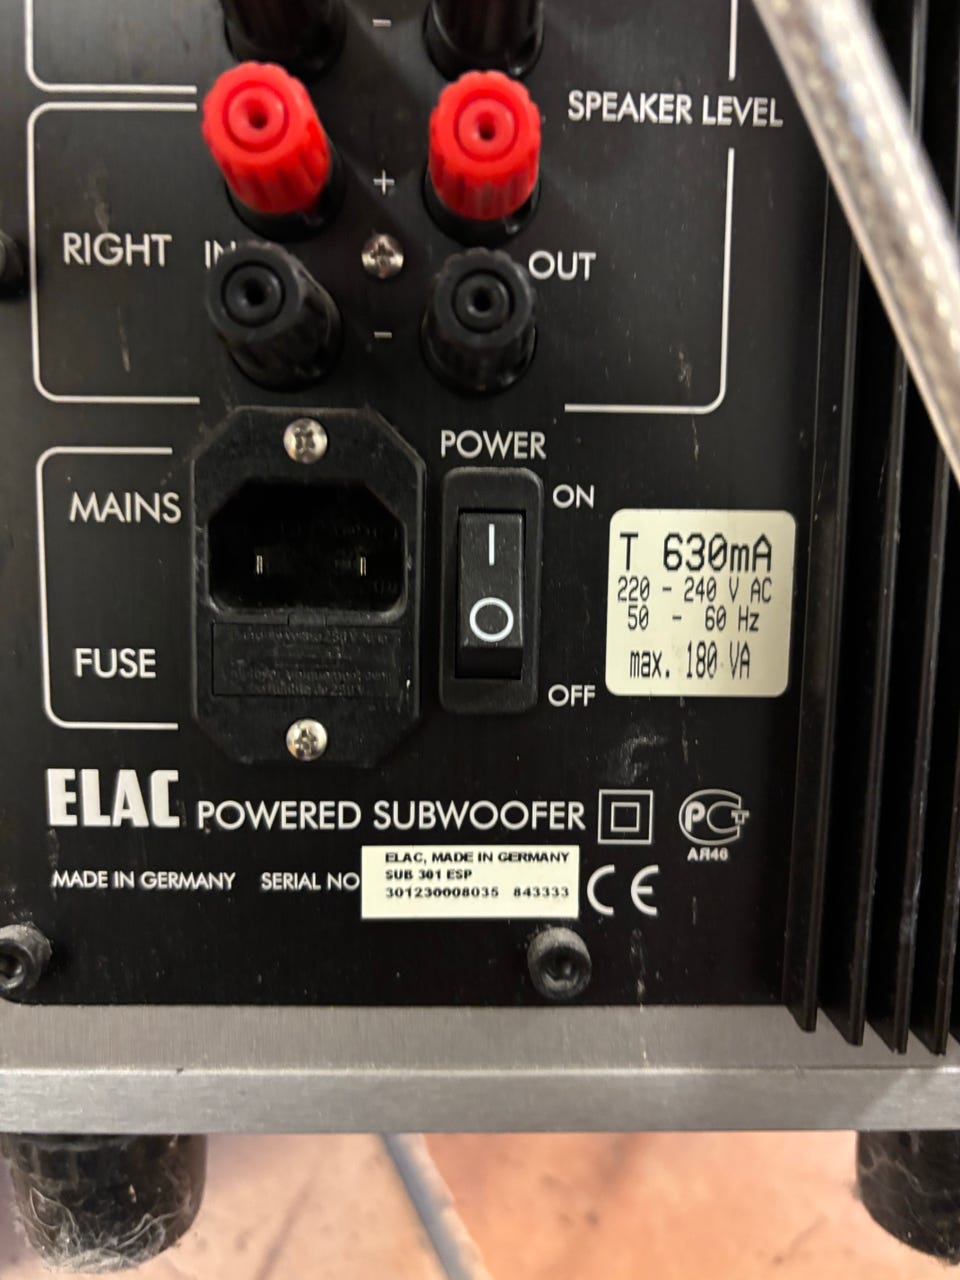 −
SPEAKER LEVEL
+
RIGHT IN OUT
−
POWER
MAINS
ON
I
O
T 630mA
220 - 240 V AC
50 - 60 Hz
max. 180 VA
FUSE
OFF
ELAC POWERED SUBWOOFER
РСТ
АЯ46
MADE IN GERMANY SERIAL NO
ELAC, MADE IN GERMANY
SUB 301 ESP
301230008035 843333
CE